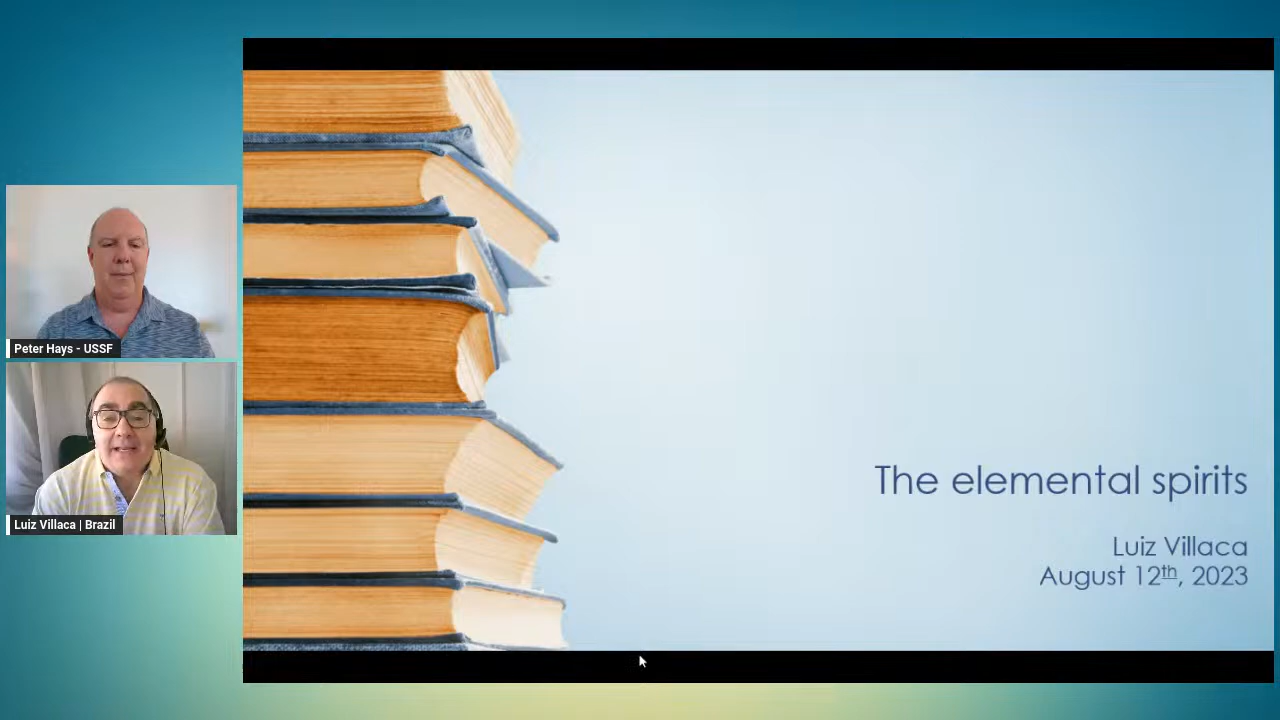 Peter Hays - USSF
Luiz Villaca | Brazil
The elemental spirits
Luiz Villaca
August 12th, 2023